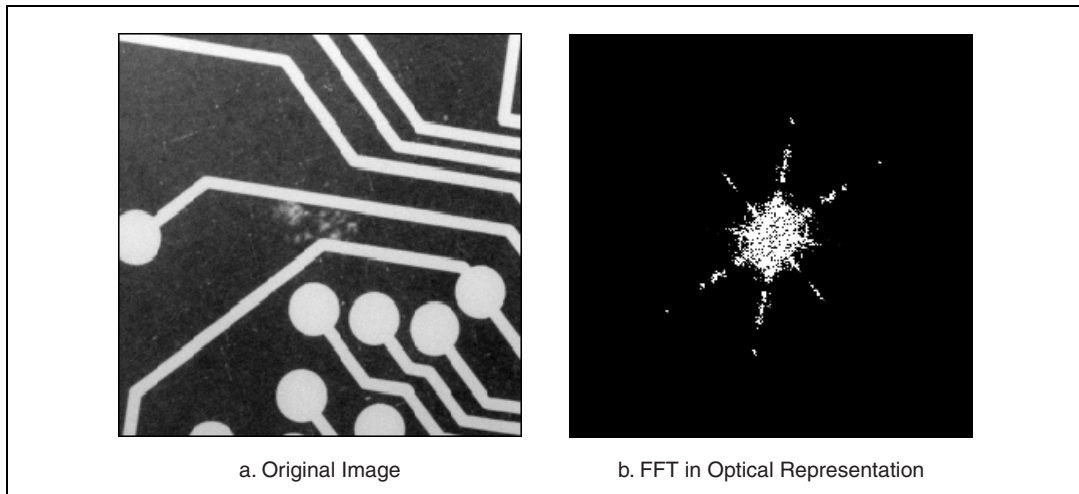 a. Original Image
b. FFT in Optical Representation